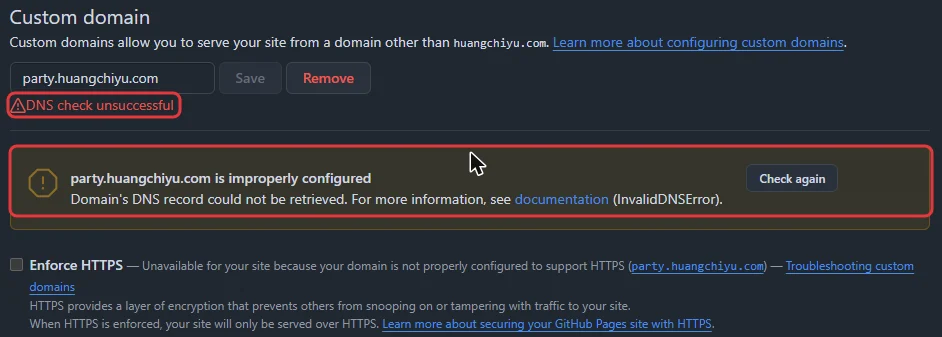 Custom domain
Custom domains allow you to serve your site from a domain other than huangchiyu.com. Learn more about configuring custom domains.
party.huangchiyu.com Save Remove
DNS check unsuccessful
party.huangchiyu.com is improperly configured
Domain's DNS record could not be retrieved. For more information, see documentation (InvalidDNSError).
Check again
Enforce HTTPS — Unavailable for your site because your domain is not properly configured to support HTTPS (party.huangchiyu.com) — Troubleshooting custom
domains
HTTPS provides a layer of encryption that prevents others from snooping on or tampering with traffic to your site.
When HTTPS is enforced, your site will only be served over HTTPS. Learn more about securing your GitHub Pages site with HTTPS.